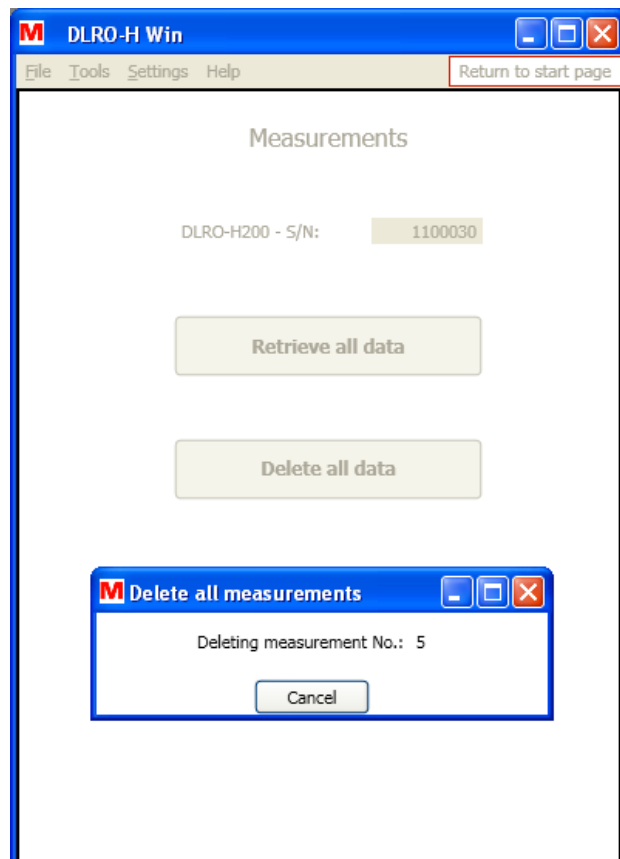 M DLRO-H Win
File Tools Settings Help Return to start page
Measurements
DLRO-H200 - S/N: 1100030
Retrieve all data
Delete all data
M Delete all measurements
Deleting measurement No.: 5
Cancel